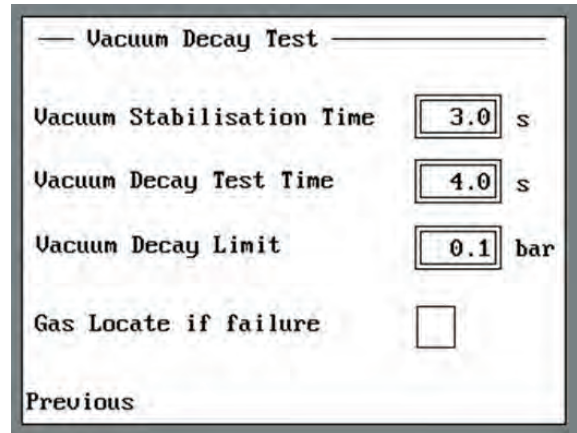 Vacuum Decay Test
Vacuum Stabilisation Time 3.0 s
Vacuum Decay Test Time 4.0 s
Vacuum Decay Limit 0.1 bar
Gas Locate if failure
Previous